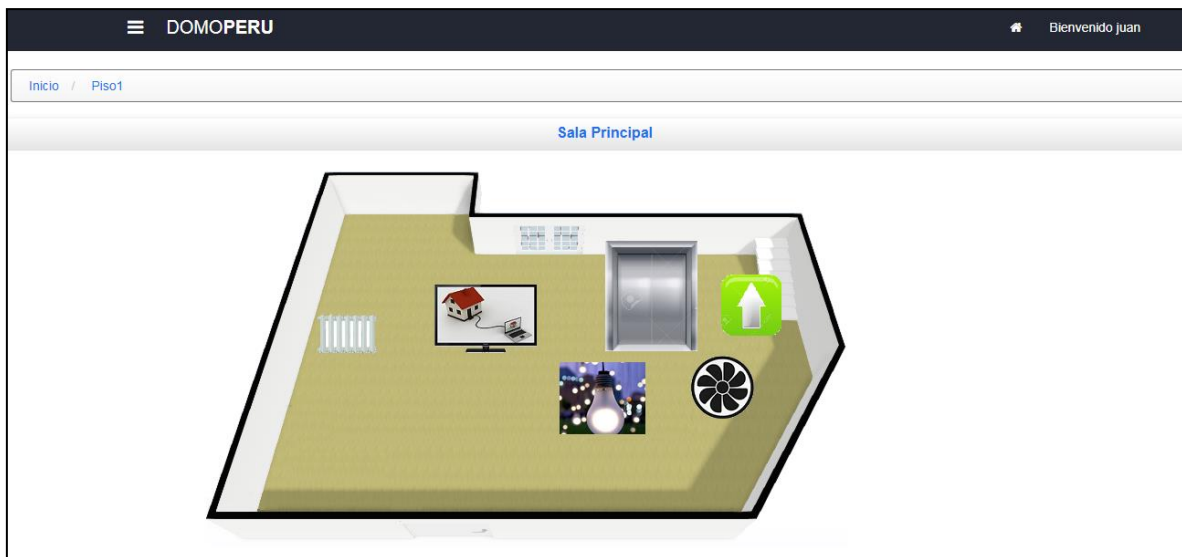 DOMOPERU
Bienvenido juan
Inicio / Piso1
Sala Principal